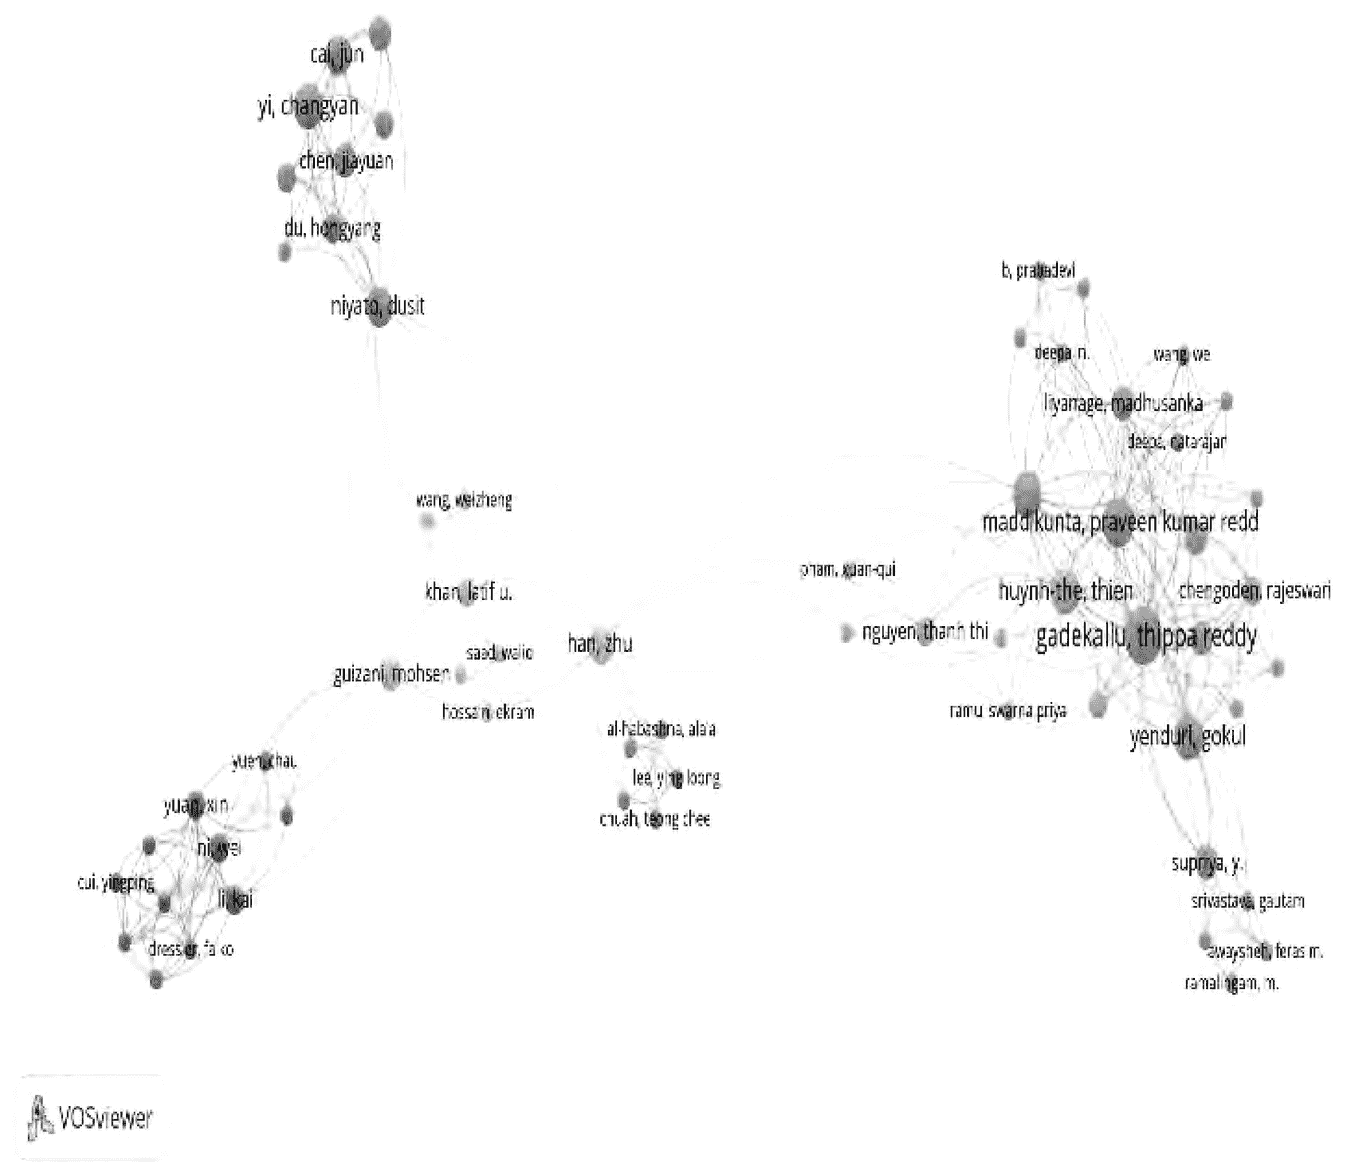 cai, jun
yi, changyan
chen, jiayuan
du, hongyang
niyato, dusit
b, prabadevi
deepa n.
wang, we
liyanage, madhusanka
deepa, natarajan
wang, weizheng
maddikunta, praveen kumar redd
pham, xuan-qui
khan, latif u.
huynh-the, thien
chengoden, rajeswari
han, zhu
nguyen, thanh thi
gadekallu, thippa reddy
saad, walid
guizani, mohsen
hossain, ekram
ramu swarna priya
al-habashna, ala'a
yenduri, gokul
yuen, chau
lee, ying loong
yuan, xin
chuah, teong chee
ni, wei
supriya, y.
cui, yingping
li, kai
srivastava, gautam
dressler, falko
awaysheh, feras m.
ramalingam, m.
VOSviewer